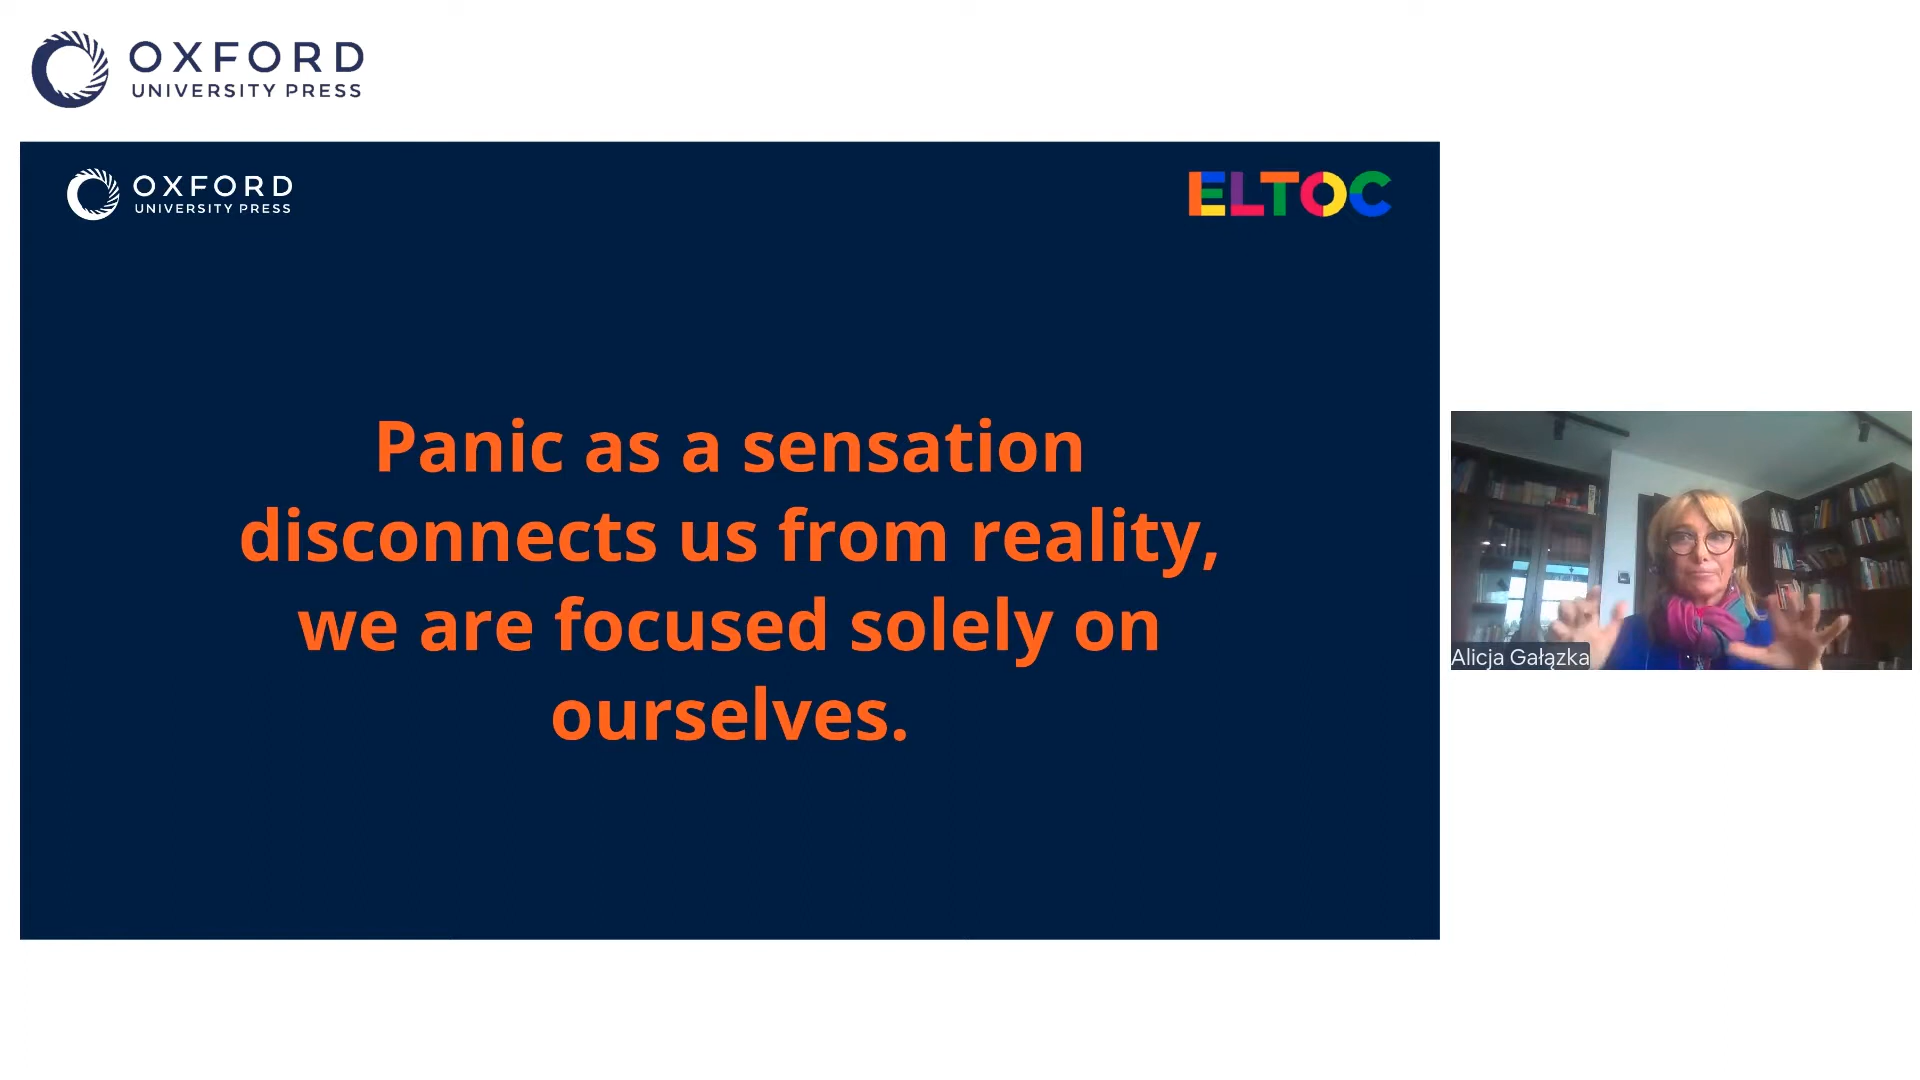 OXFORD
UNIVERSITY PRESS
OXFORD
UNIVERSITY PRESS
ELTOC
Panic as a sensation
disconnects us from reality,
we are focused solely on
ourselves.
Alicja Gałązka